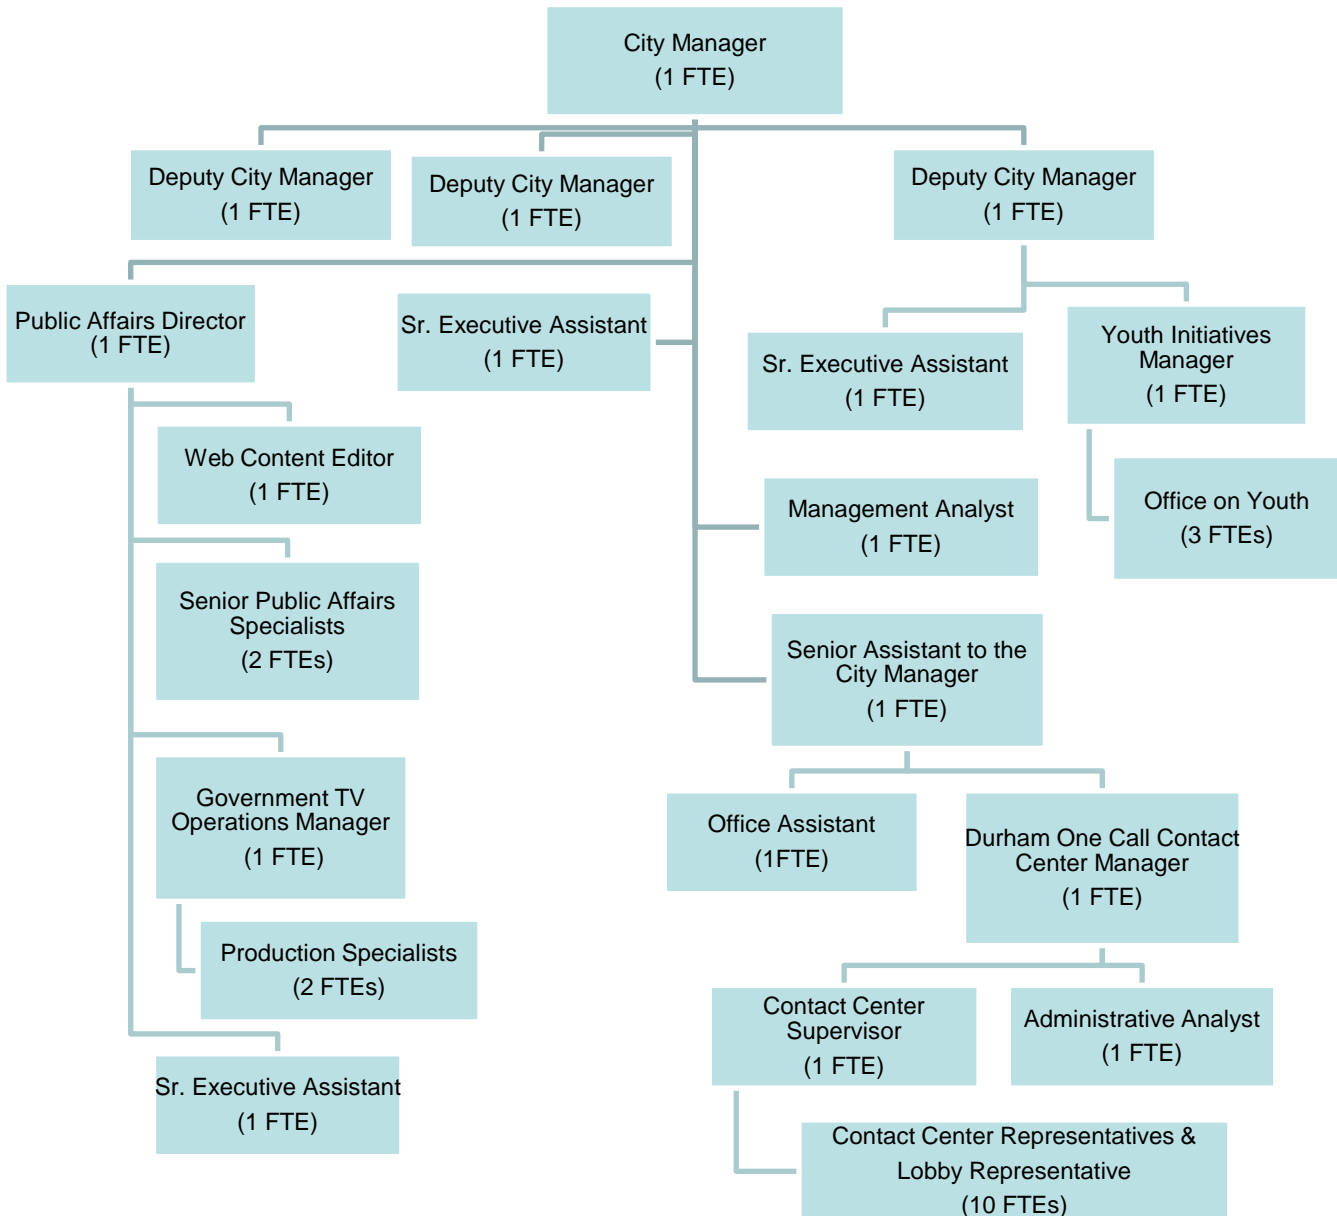 City Manager
(1 FTE)
Deputy City Manager
(1 FTE)
Deputy City Manager
(1 FTE)
Deputy City Manager
(1 FTE)
Public Affairs Director
(1 FTE)
Sr. Executive Assistant
(1 FTE)
Sr. Executive Assistant
(1 FTE)
Youth Initiatives
Manager
(1 FTE)
Web Content Editor
(1 FTE)
Management Analyst
(1 FTE)
Office on Youth
(3 FTEs)
Senior Public Affairs
Specialists
(2 FTEs)
Senior Assistant to the
City Manager
(1 FTE)
Government TV
Operations Manager
(1 FTE)
Office Assistant
(1FTE)
Durham One Call Contact
Center Manager
(1 FTE)
Production Specialists
(2 FTEs)
Contact Center
Supervisor
(1 FTE)
Administrative Analyst
(1 FTE)
Sr. Executive Assistant
(1 FTE)
Contact Center Representatives &
Lobby Representative
(10 FTEs)